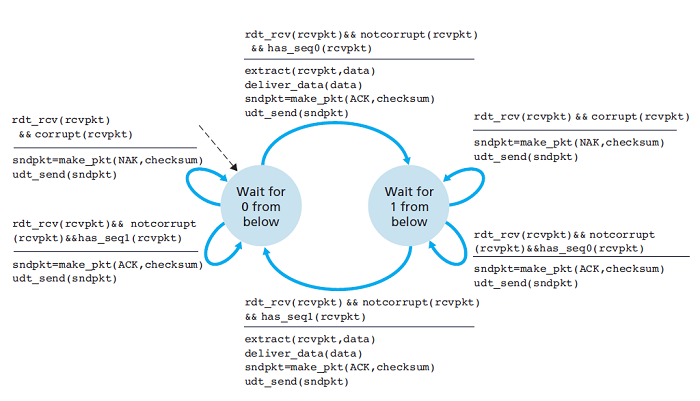 rdt_rcv(rcvpkt)&& notcorrupt(rcvpkt)
&& has_seq0(rcvpkt)
extract(rcvpkt,data)
deliver_data(data)
sndpkt=make_pkt(ACK,checksum)
udt_send(sndpkt)
rdt_rcv(rcvpkt)
&& corrupt(rcvpkt)
sndpkt=make_pkt(NAK,checksum)
udt_send(sndpkt)
rdt_rcv(rcvpkt) && corrupt(rcvpkt)
sndpkt=make_pkt(NAK,checksum)
udt_send(sndpkt)
Wait for
0 from
below
Wait for
1 from
below
rdt_rcv(rcvpkt)&& notcorrupt
(rcvpkt)&&has_seq1(rcvpkt)
sndpkt=make_pkt(ACK,checksum)
udt_send(sndpkt)
rdt_rcv(rcvpkt)&& notcorrupt
(rcvpkt)&&has_seq0(rcvpkt)
sndpkt=make_pkt(ACK,checksum)
udt_send(sndpkt)
rdt_rcv(rcvpkt) && notcorrupt(rcvpkt)
&& has_seq1(rcvpkt)
extract(rcvpkt,data)
deliver_data(data)
sndpkt=make_pkt(ACK,checksum)
udt_send(sndpkt)